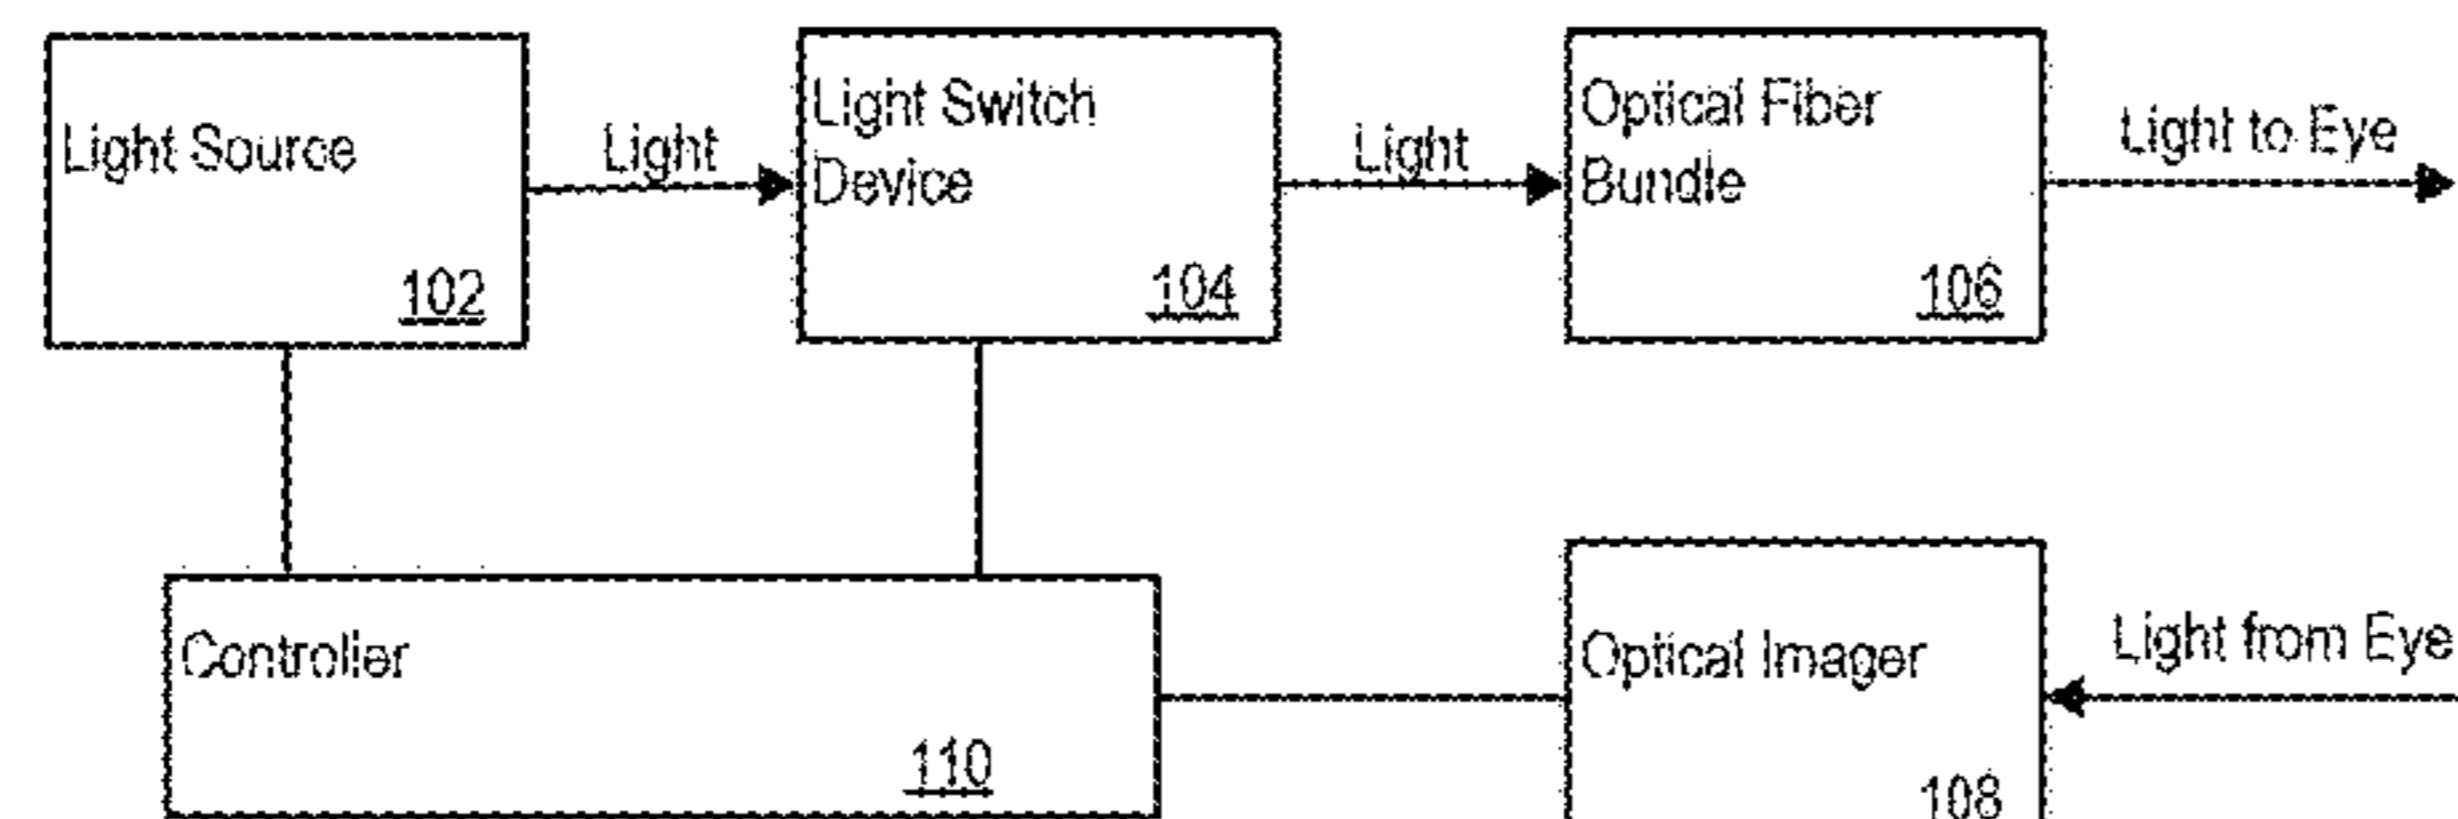 Light Source
102
Light
Light Switch
Device
104
Light
Optical Fiber
Bundle
106
Light to Eye
Controller
110
Optical Imager
108
Light from Eye